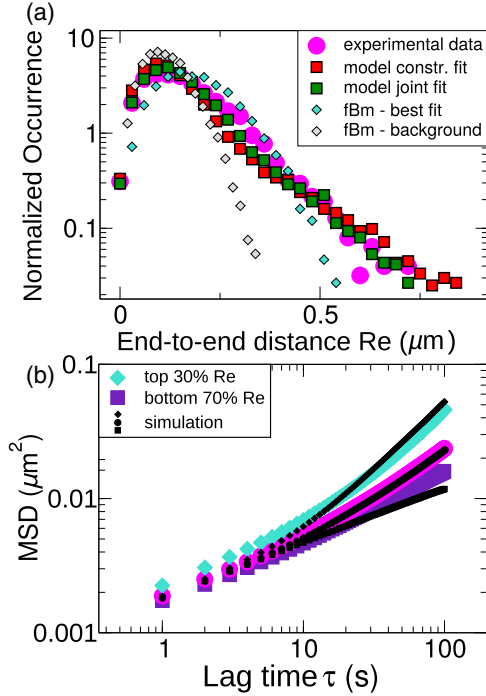 (a)
Normalized Occurrence
10
1
0.1
experimental data
model constr. fit
model joint fit
fBm - best fit
fBm - background
0
0.5
End-to-end distance Re (μm)
(b)
MSD (μm²)
0.1
0.01
0.001
top 30% Re
bottom 70% Re
simulation
1
10
100
Lag time τ (s)